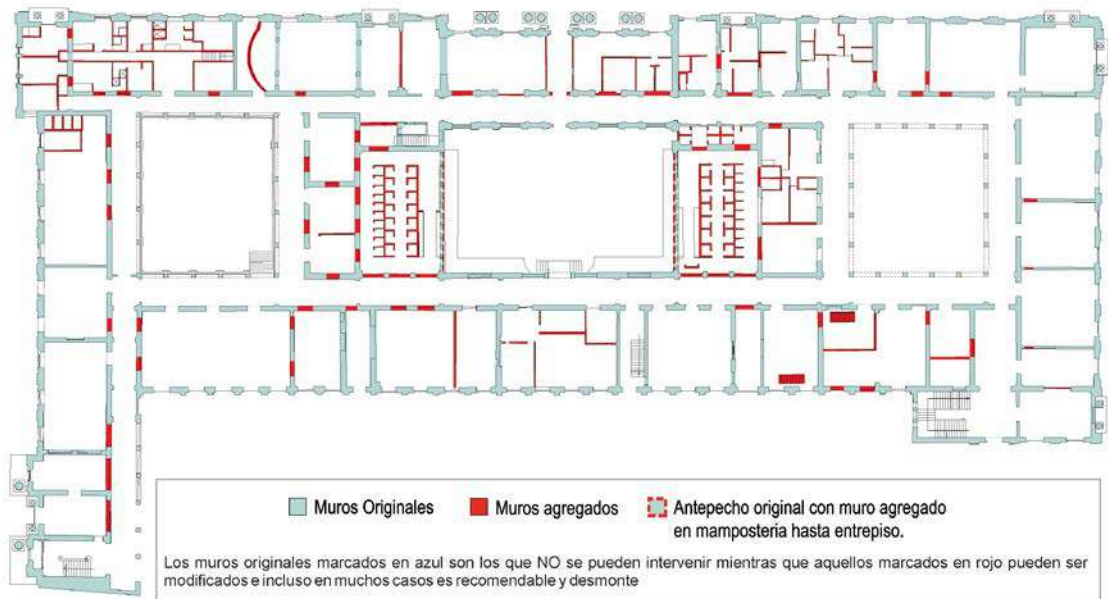 Muros Originales
Muros agregados
Antepecho original con muro agregado
en mamposteria hasta entrepiso.
Los muros originales marcados en azul son los que NO se pueden intervenir mientras que aquellos marcados en rojo pueden ser
modificados e incluso en muchos casos es recomendable y desmonte